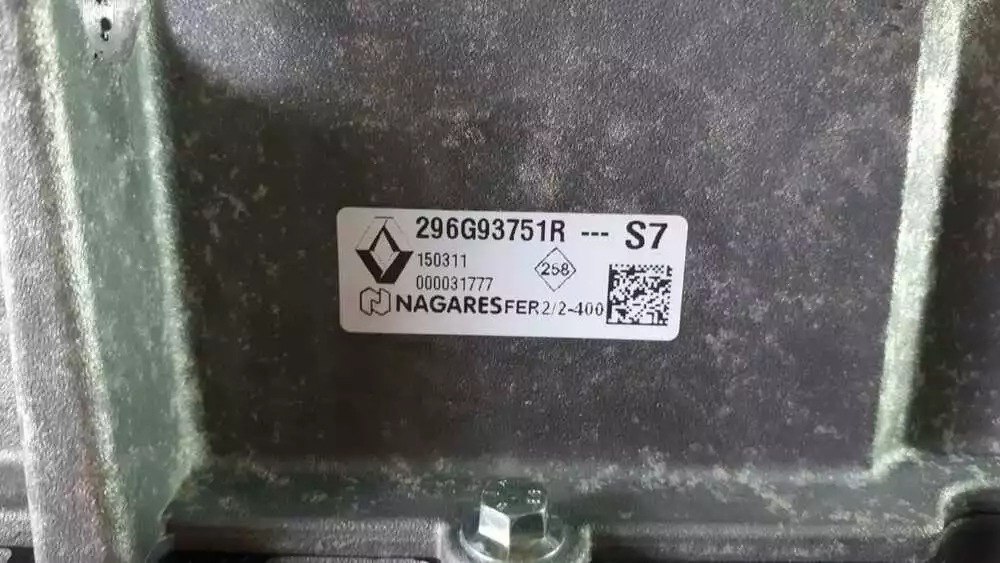 296G93751R --- S7
150311
258
000031777
NAGARES FER 2/2-400